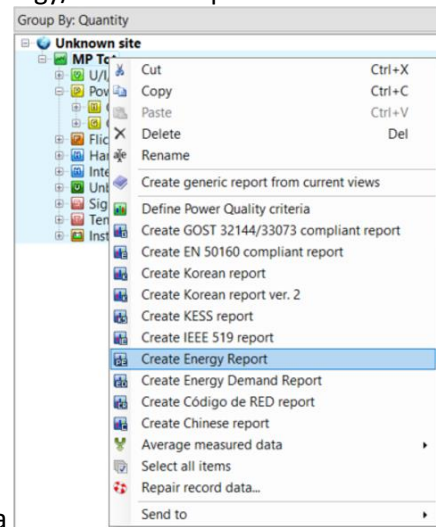 Group By: Quantity
Unknown site
MP To
U/I,
Pow
Flic
Har
Inte
Unb
Sig
Ten
Inst
Cut Ctrl+X
Copy Ctrl+C
Paste Ctrl+V
Delete Del
Rename
Create generic report from current views
Define Power Quality criteria
Create GOST 32144/33073 compliant report
Create EN 50160 compliant report
Create Korean report
Create Korean report ver. 2
Create KESS report
Create IEEE 519 report
Create Energy Report
Create Energy Demand Report
Create Código de RED report
Create Chinese report
Average measured data
Select all items
Repair record data...
Send to
a